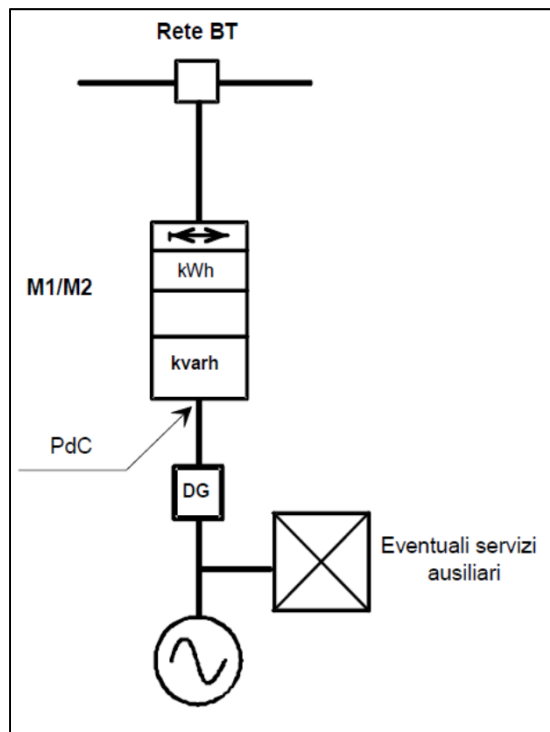 Rete BT
M1/M2
kWh
kvarh
PdC
DG
Eventuali servizi
ausiliari